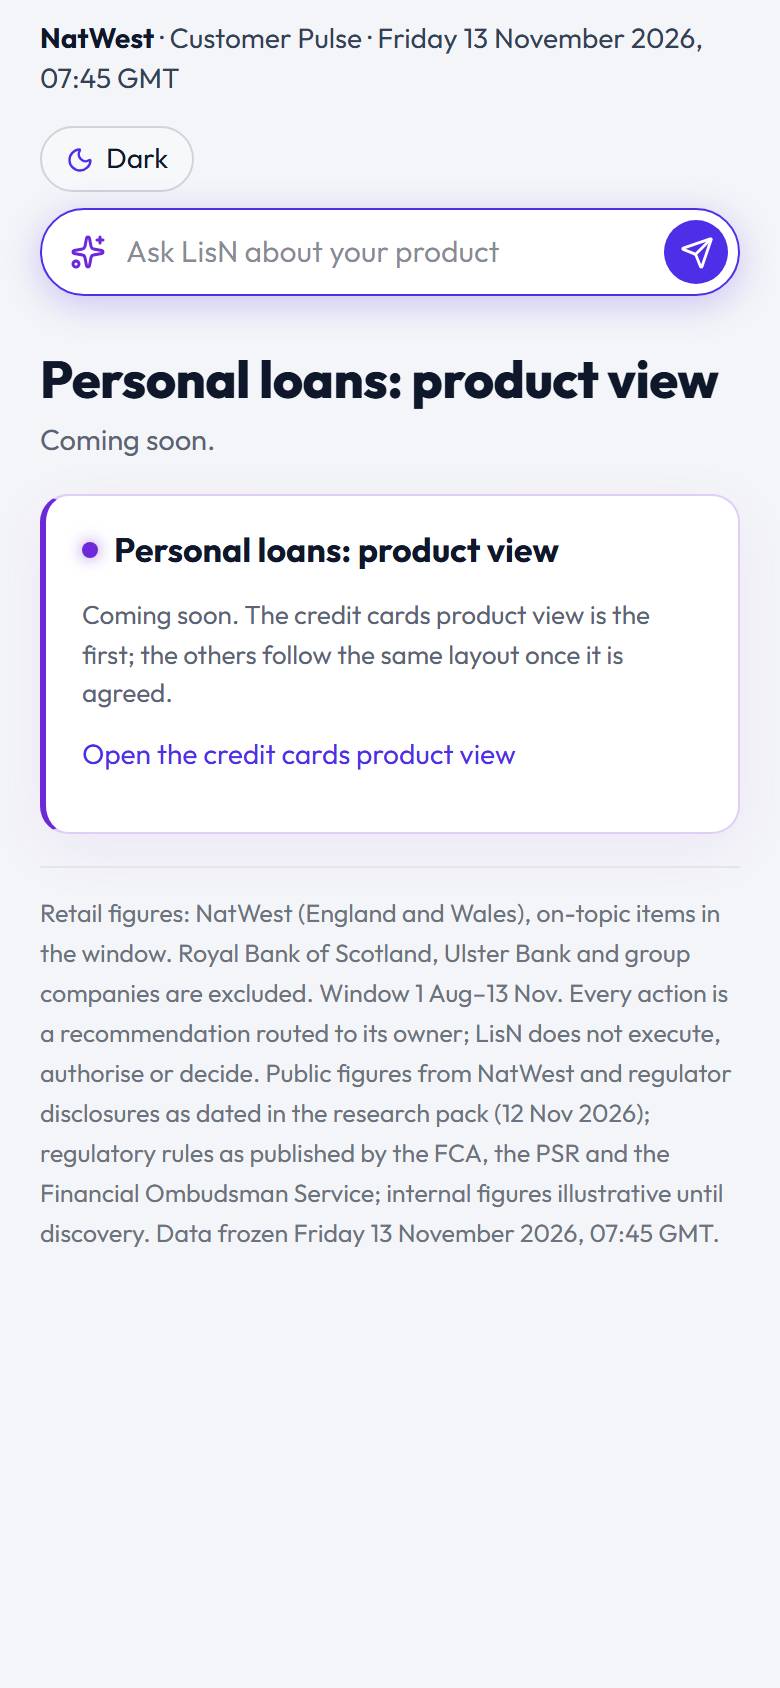 NatWest · Customer Pulse · Friday 13 November 2026,
07:45 GMT
Dark
Ask LisN about your product
Personal loans: product view
Coming soon.
Personal loans: product view
Coming soon. The credit cards product view is the
first; the others follow the same layout once it is
agreed.
Open the credit cards product view
Retail figures: NatWest (England and Wales), on-topic items in
the window. Royal Bank of Scotland, Ulster Bank and group
companies are excluded. Window 1 Aug–13 Nov. Every action is
a recommendation routed to its owner; LisN does not execute,
authorise or decide. Public figures from NatWest and regulator
disclosures as dated in the research pack (12 Nov 2026);
regulatory rules as published by the FCA, the PSR and the
Financial Ombudsman Service; internal figures illustrative until
discovery. Data frozen Friday 13 November 2026, 07:45 GMT.